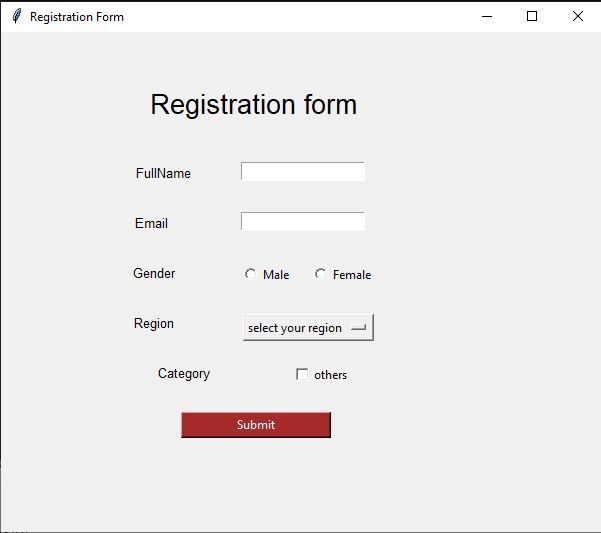 Registration Form
Registration form
FullName
Email
Gender Male Female
Region select your region
Category others
Submit